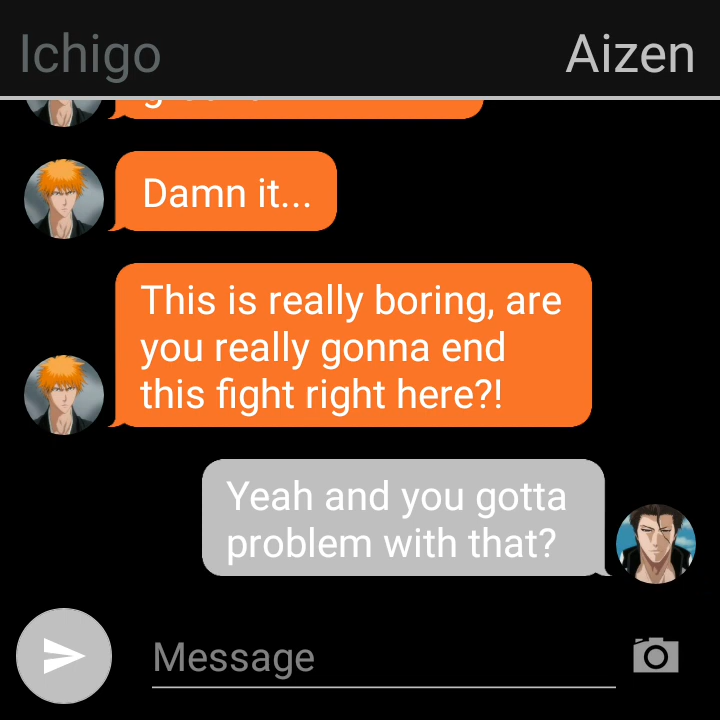 Ichigo
Aizen
Damn it...
This is really boring, are
you really gonna end
this fight right here?!
Yeah and you gotta
problem with that?
Message